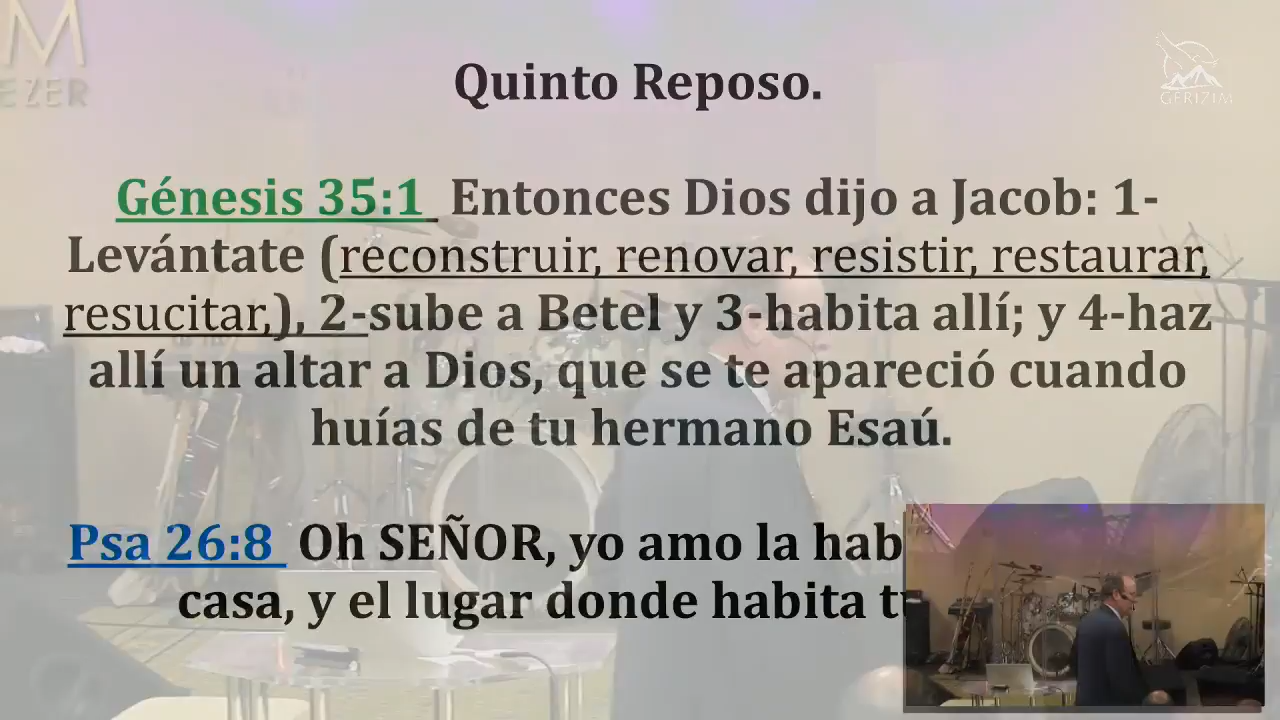 M
EZER
GERIZIM
Quinto Reposo.
Génesis 35:1 Entonces Dios dijo a Jacob: 1-
Levántate (reconstruir, renovar, resistir, restaurar,
resucitar,), 2-sube a Betel y 3-habita allí; y 4-haz
allí un altar a Dios, que se te apareció cuando
huías de tu hermano Esaú.
Psa 26:8 Oh SEÑOR, yo amo la hab
casa, y el lugar donde habita t